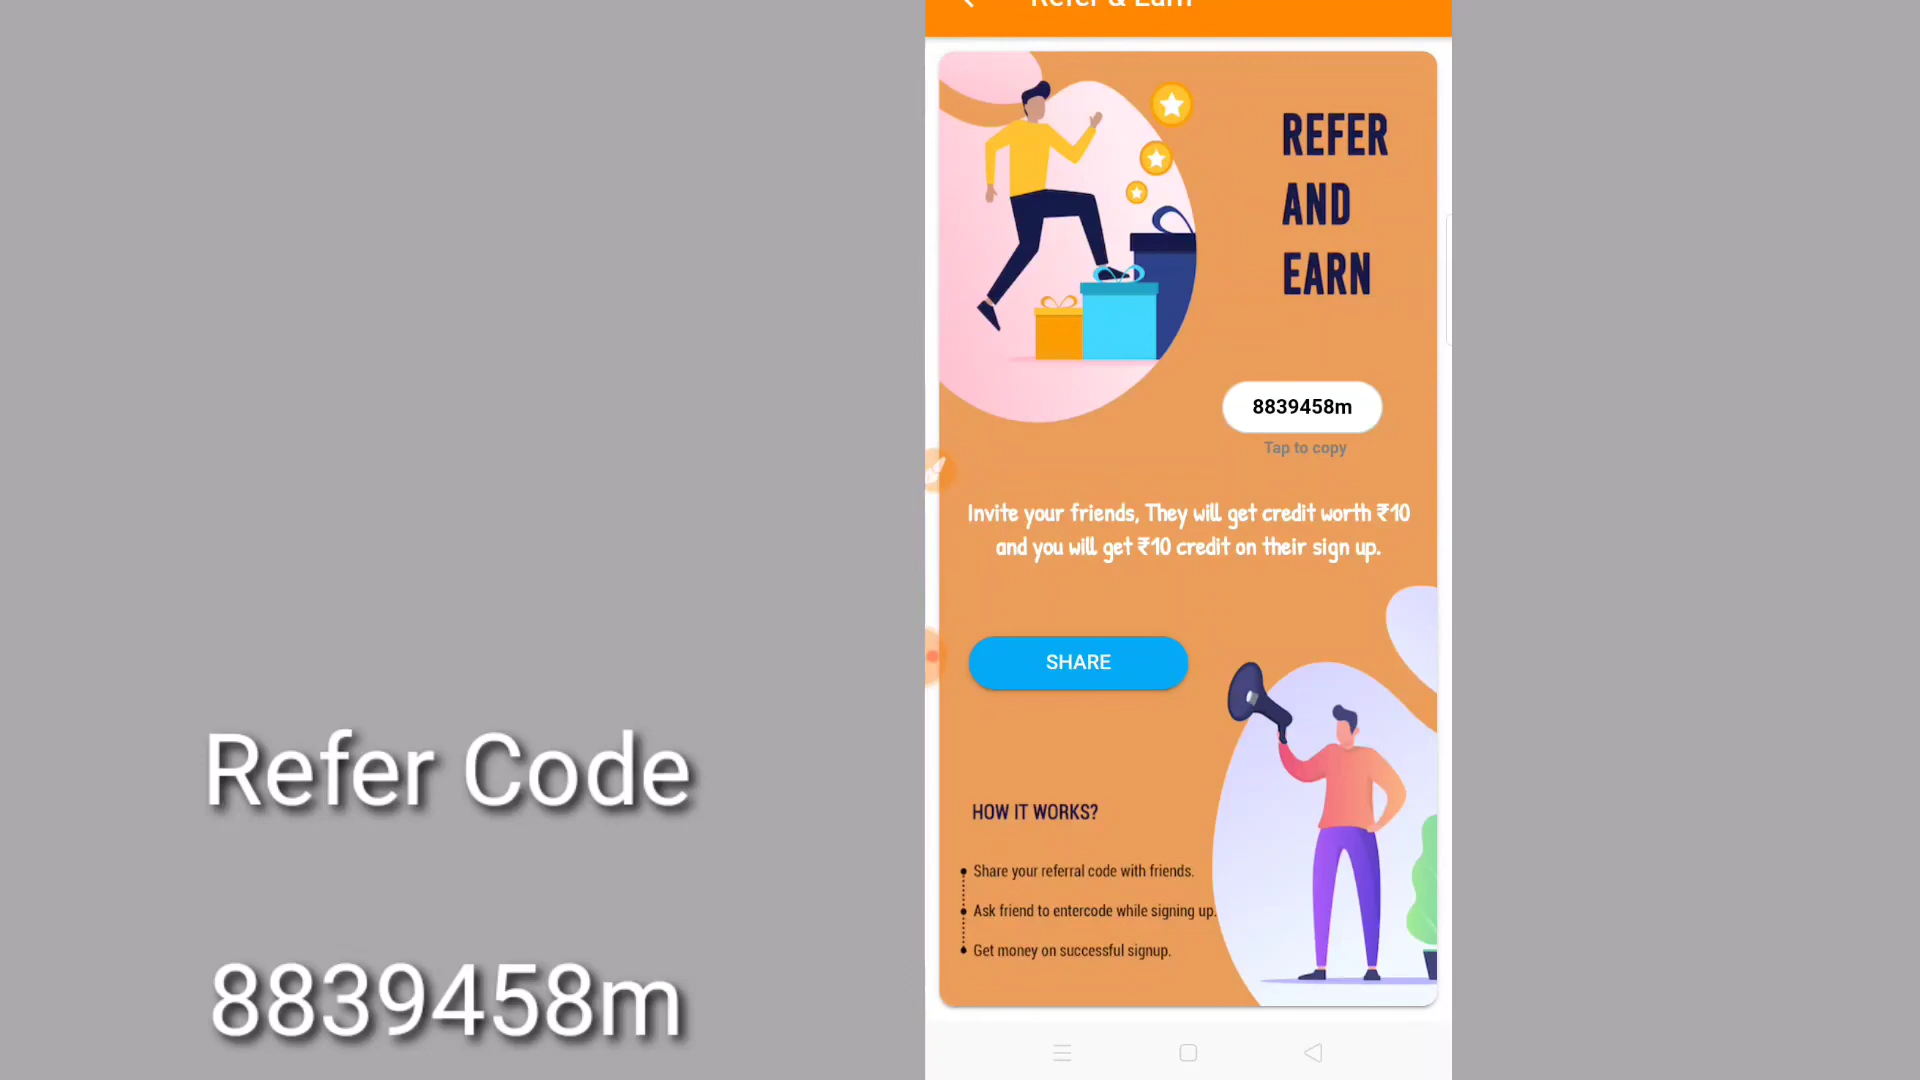 Refer & Earn
REFER
AND
EARN
8839458m
Tap to copy
Invite your friends, They will get credit worth ₹10
and you will get ₹10 credit on their sign up.
SHARE
HOW IT WORKS?
Share your referral code with friends.
Ask friend to entercode while signing up.
Get money on successful signup.
Refer Code
8839458m